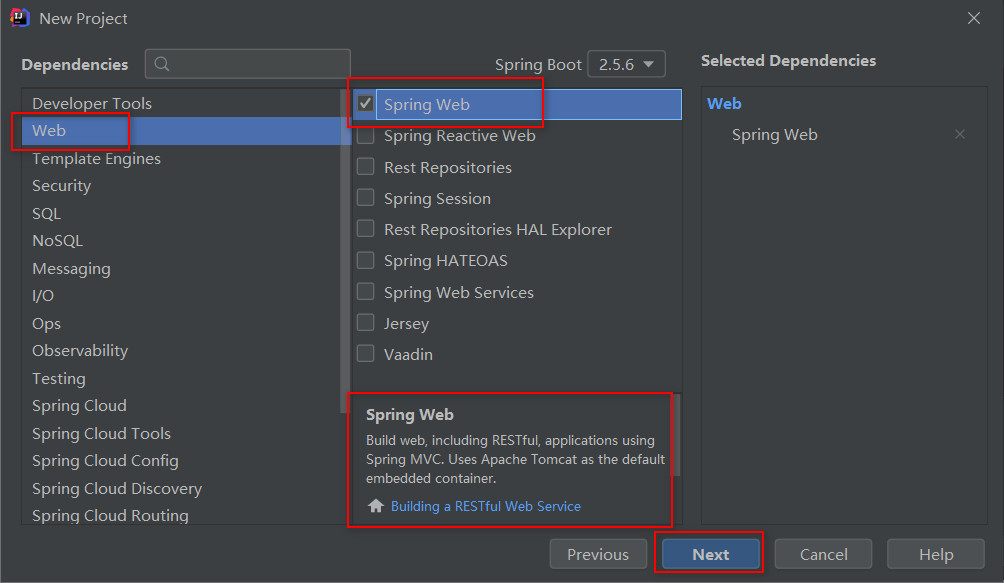 New Project
Dependencies
Spring Boot 2.5.6
Selected Dependencies
Developer Tools
Web
Template Engines
Security
SQL
NoSQL
Messaging
I/O
Ops
Observability
Testing
Spring Cloud
Spring Cloud Tools
Spring Cloud Config
Spring Cloud Discovery
Spring Cloud Routing
Spring Web
Spring Reactive Web
Rest Repositories
Spring Session
Rest Repositories HAL Explorer
Spring HATEOAS
Spring Web Services
Jersey
Vaadin
Spring Web
Build web, including RESTful, applications using
Spring MVC. Uses Apache Tomcat as the default
embedded container.
Building a RESTful Web Service
Web
Spring Web
Previous
Next
Cancel
Help